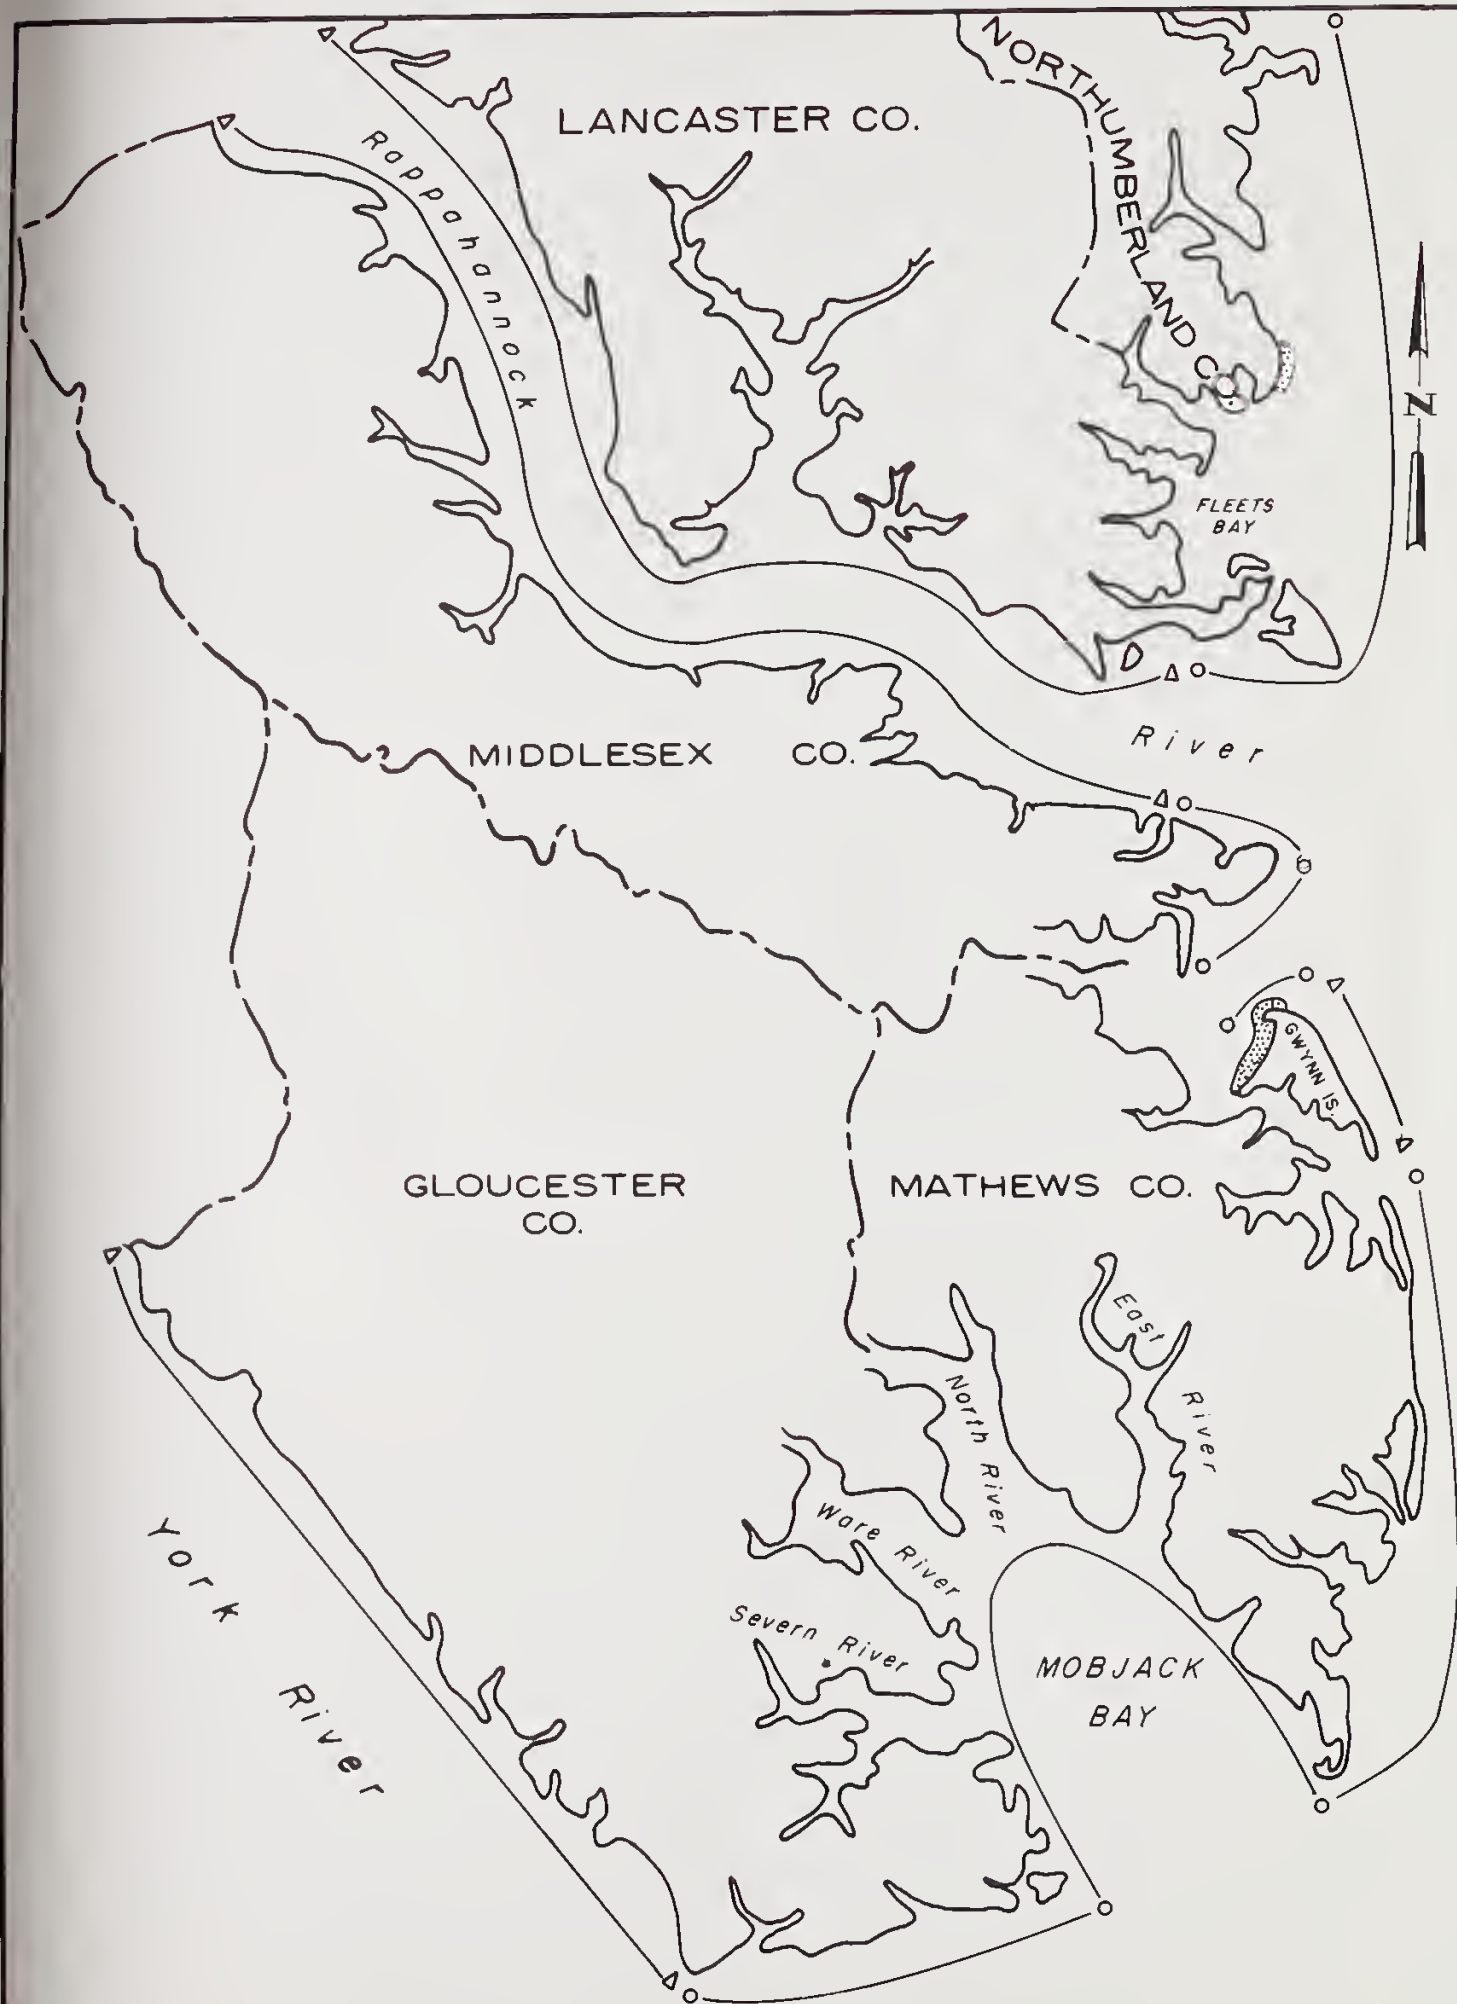 LANCASTER CO.
NORTHUMBERLAND CO
Rappahannock
River
N
FLEETS
BAY
MIDDLESEX CO.
GWYNN IS.
GLOUCESTER
CO.
MATHEWS CO.
East
River
North River
Ware River
Severn River
York River
MOBJACK
BAY